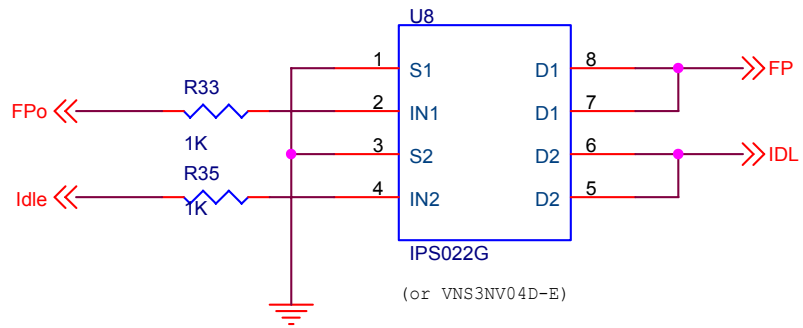 U8
1 S1 D1 8 FP
R33
FPo 2 IN1 D1 7
1K
3 S2 D2 6 IDL
R35
Idle 1K 4 IN2 D2 5
IPS022G
(or VNS3NV04D-E)